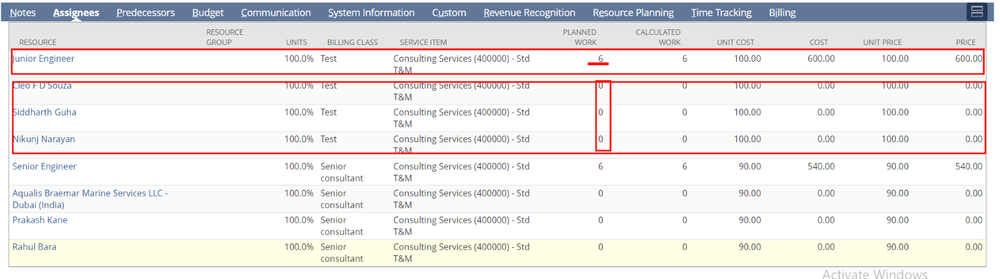 Notes Assignees Predecessors Budget Communication System Information Custom Revenue Recognition Resource Planning Time Tracking Billing
RESOURCE RESOURCE GROUP UNITS BILLING CLASS SERVICE ITEM PLANNED WORK CALCULATED WORK UNIT COST COST UNIT PRICE PRICE
Junior Engineer 100.0% Test Consulting Services (400000) - Std 6 6 100.00 600.00 100.00 600.00
T&M
Cleo F D'Souza 100.0% Test Consulting Services (400000) - Std 0 0 100.00 0.00 100.00 0.00
T&M
Siddharth Guha 100.0% Test Consulting Services (400000) - Std 0 0 100.00 0.00 100.00 0.00
T&M
Nikunj Narayan 100.0% Test Consulting Services (400000) - Std 0 0 100.00 0.00 100.00 0.00
T&M
Senior Engineer 100.0% Senior Consulting Services (400000) - Std 6 6 90.00 540.00 90.00 540.00
consultant T&M
Aqualis Braemar Marine Services LLC - 100.0% Senior Consulting Services (400000) - Std 0 0 90.00 0.00 90.00 0.00
Dubai (India) consultant T&M
Prakash Kane 100.0% Senior Consulting Services (400000) - Std 0 0 90.00 0.00 90.00 0.00
consultant T&M
Rahul Bara 100.0% Senior Consulting Services (400000) - Std 0 0 90.00 0.00 90.00 0.00
consultant T&M
Activate Windows